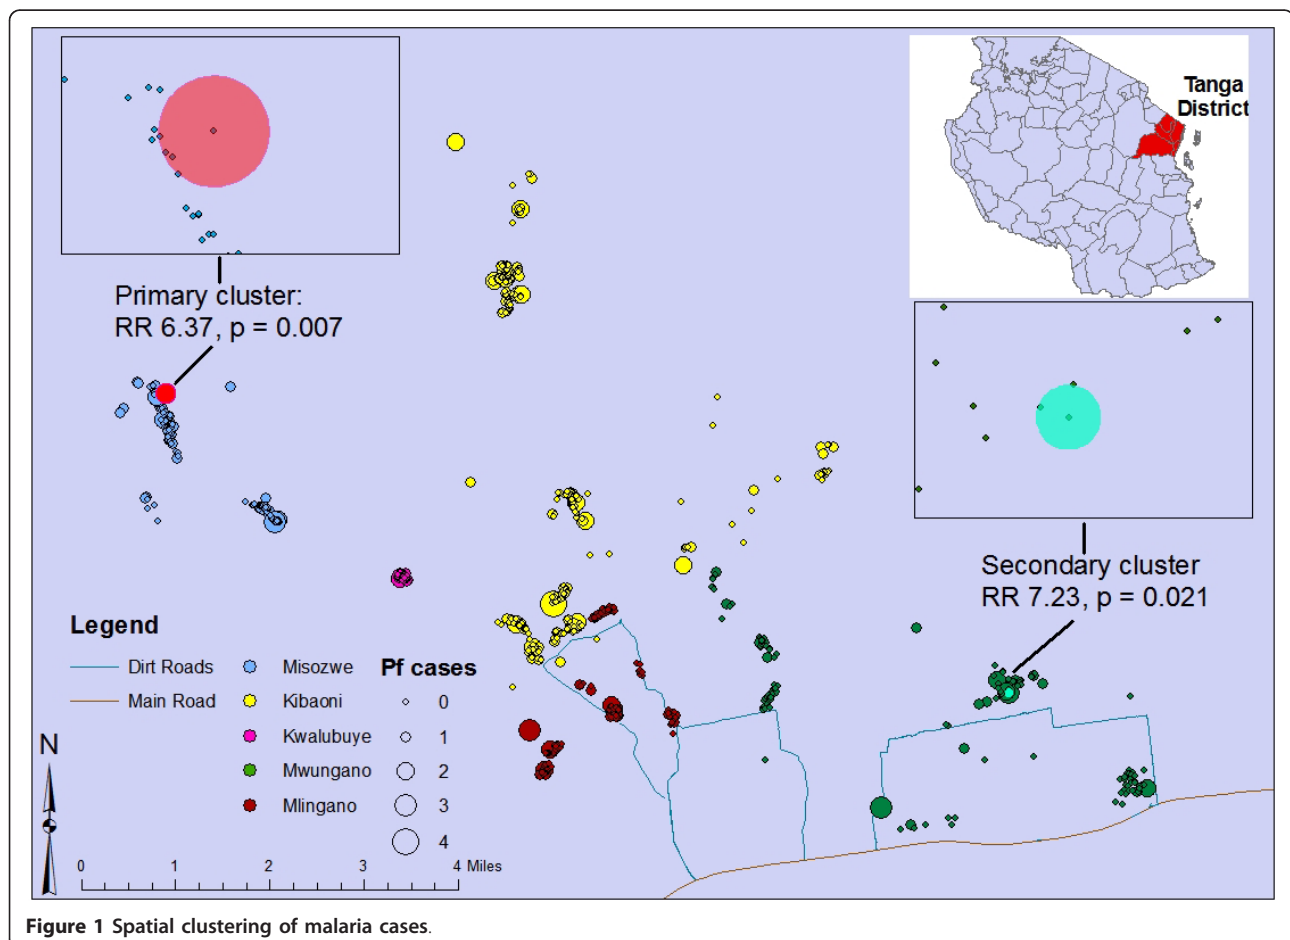 Tanga
District
Primary cluster:
RR 6.37, p = 0.007
Secondary cluster
RR 7.23, p = 0.021
Legend
Dirt Roads
Main Road
Misozwe
Kibaoni
Kwalubuye
Mwungano
Mlingano
Pf cases
0
1
2
3
4
N
0 1 2 3 4 Miles
Figure 1 Spatial clustering of malaria cases.